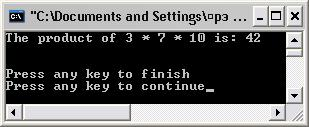 "C:\Documents and Settings\¤рэ ...
The product of 3 * 7 * 10 is: 42
Press any key to finish
Press any key to continue_